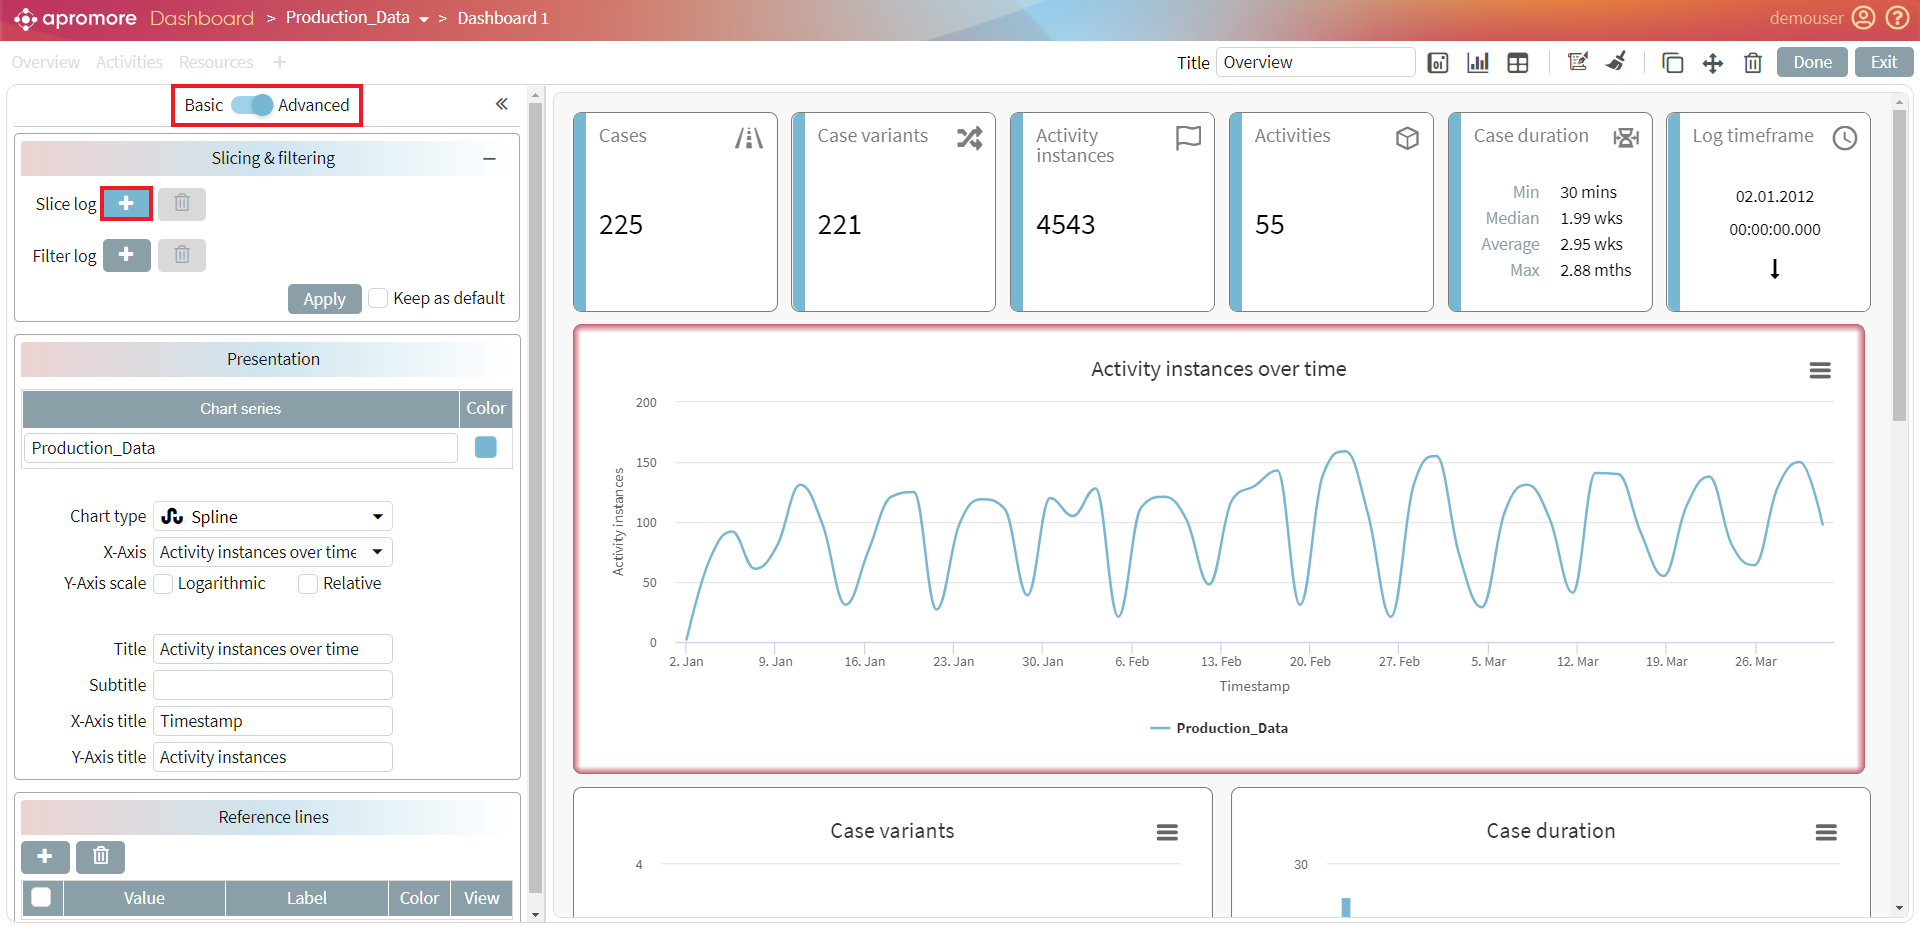 apromore Dashboard > Production_Data > Dashboard 1
demouser
Overview Activities Resources +
Title Overview
Done Exit
Basic Advanced
Slicing & filtering
Slice log
Filter log
Apply Keep as default
Presentation
Chart series Color
Production_Data
Chart type Spline
X-Axis Activity instances over time
Y-Axis scale Logarithmic Relative
Title Activity instances over time
Subtitle
X-Axis title Timestamp
Y-Axis title Activity instances
Reference lines
Value Label Color View
Cases
225
Case variants
221
Activity
instances
4543
Activities
55
Case duration
Min 30 mins
Median 1.99 wks
Average 2.95 wks
Max 2.88 mths
Log timeframe
02.01.2012
00:00:00.000
Activity instances over time
Activity instances
200
150
100
50
0
2. Jan 9. Jan 16. Jan 23. Jan 30. Jan 6. Feb 13. Feb 20. Feb 27. Feb 5. Mar 12. Mar 19. Mar 26. Mar
Timestamp
Production_Data
Case variants
4
Case duration
30